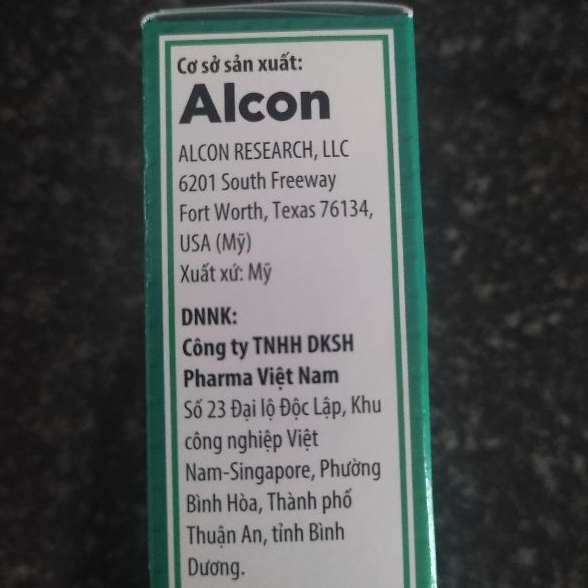 Cơ sở sản xuất:
Alcon
ALCON RESEARCH, LLC
6201 South Freeway
Fort Worth, Texas 76134,
USA (Mỹ)
Xuất xứ: Mỹ
DNNK:
Công ty TNHH DKSH
Pharma Việt Nam
Số 23 Đại lộ Độc Lập, Khu
công nghiệp Việt
Nam-Singapore, Phường
Bình Hòa, Thành phố
Thuận An, tỉnh Bình
Dương.